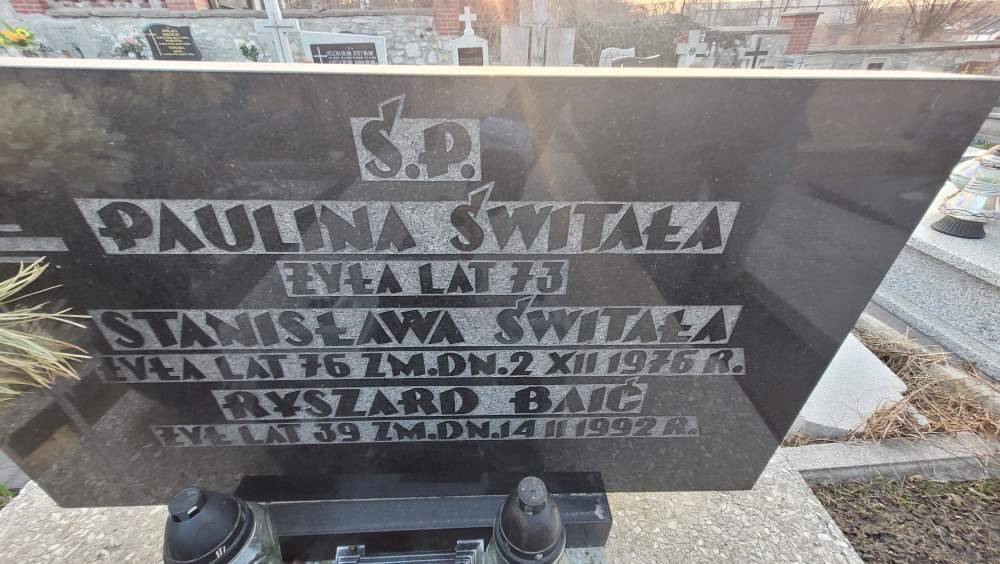 Ś.P.
PAULINA ŚWITAŁA
ŻYŁA LAT 73
STANISŁAWA ŚWITAŁA
ŻYŁA LAT 76 ZM.DN.2 XII 1976 R.
RYSZARD BAIĆ
ŻYŁ LAT 39 ZM.DN.14 II 1992 R.